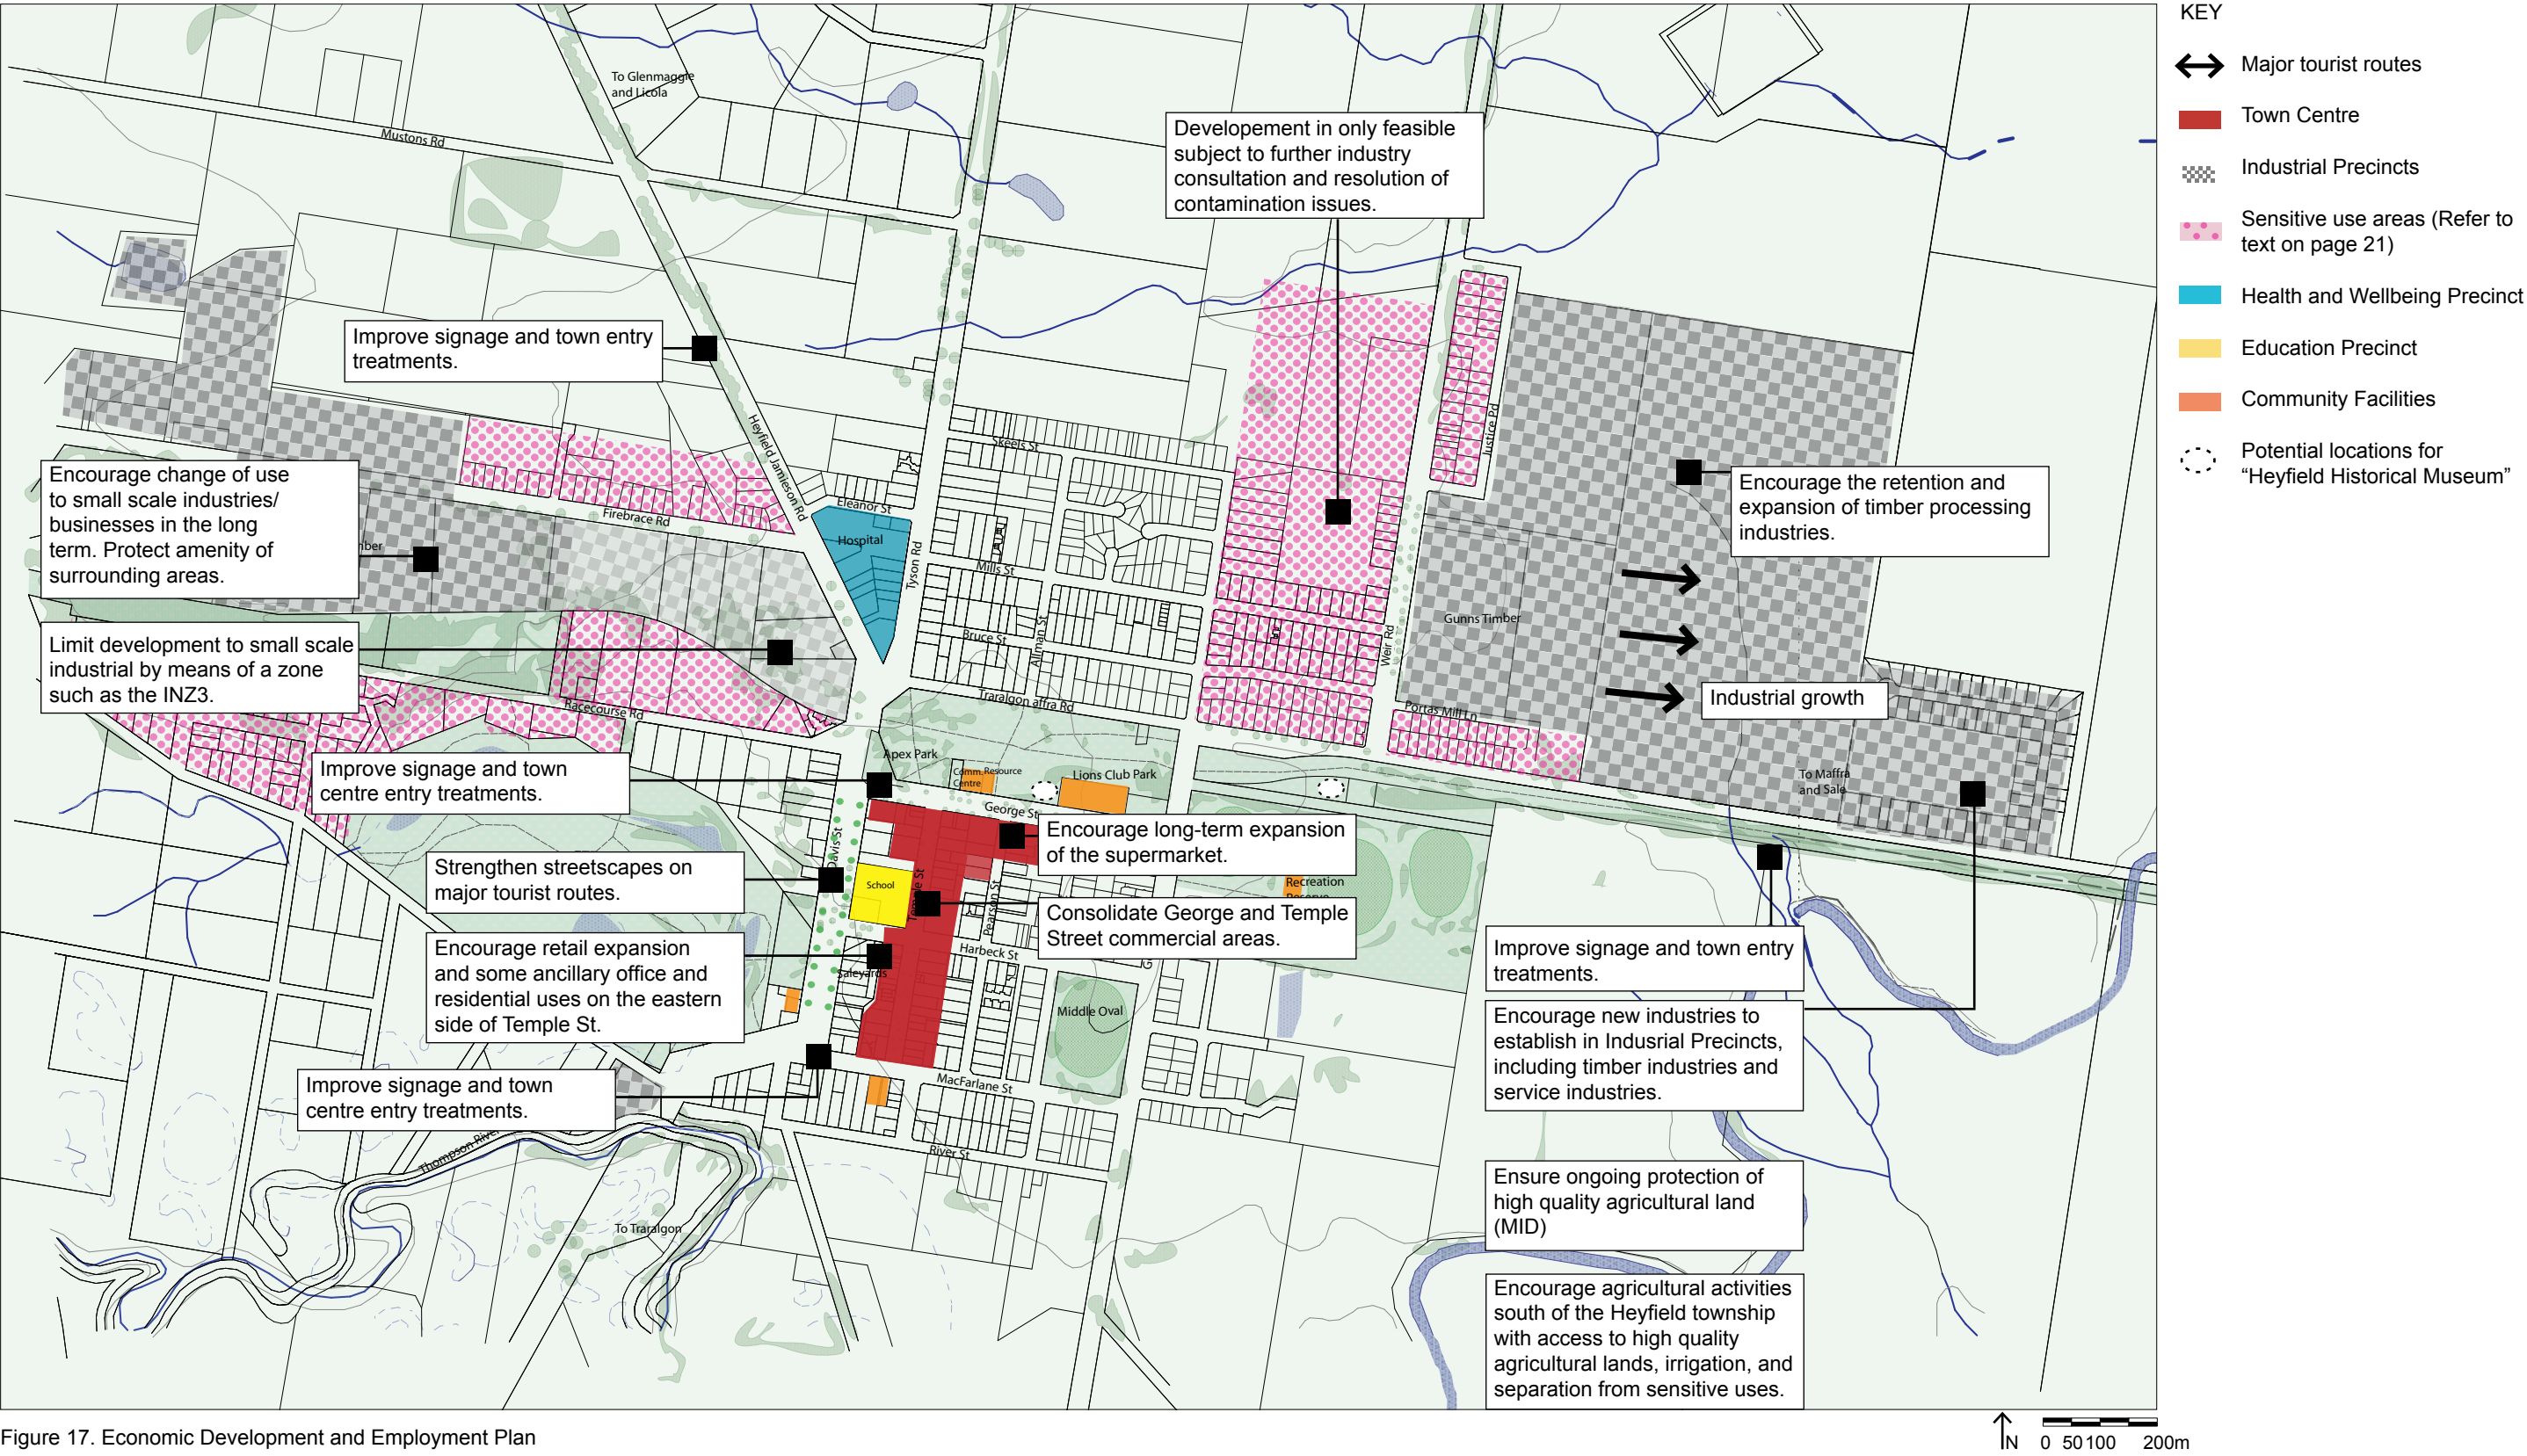 KEY
Major tourist routes
Town Centre
Industrial Precincts
Sensitive use areas (Refer to
text on page 21)
Health and Wellbeing Precinct
Education Precinct
Community Facilities
Potential locations for
“Heyfield Historical Museum”
To Glenmaggie
and Licola
Mustons Rd
Developement in only feasible
subject to further industry
consultation and resolution of
contamination issues.
Improve signage and town entry
treatments.
Heyfield Jamieson Rd
Skeels St
Justice Pd
Encourage change of use
to small scale industries/
businesses in the long
term. Protect amenity of
surrounding areas.
Encourage the retention and
expansion of timber processing
industries.
Firebrace Rd
Eleanor St
Hospital
Tyson Rd
Mills St
Gunns Timber
Bruce St
Allman St
Weir Rd
Limit development to small scale
industrial by means of a zone
such as the INZ3.
Industrial growth
Racecourse Rd
Traralgon affra Rd
Portas Mill Ln
Apex Park
Comm. Resource
Centre
Lions Club Park
To Maffra
and Sale
Improve signage and town
centre entry treatments.
George St
Davis St
Encourage long-term expansion
of the supermarket.
Strengthen streetscapes on
major tourist routes.
School
Temple St
Pearson St
Recreation
Reserve
Consolidate George and Temple
Street commercial areas.
Harbeck St
Encourage retail expansion
and some ancillary office and
residential uses on the eastern
side of Temple St.
Saleyards
Improve signage and town entry
treatments.
Middle Oval
Encourage new industries to
establish in Indusrial Precincts,
including timber industries and
service industries.
Improve signage and town
centre entry treatments.
MacFarlane St
Thompson River
River St
Ensure ongoing protection of
high quality agricultural land
(MID)
To Traralgon
Encourage agricultural activities
south of the Heyfield township
with access to high quality
agricultural lands, irrigation, and
separation from sensitive uses.
Figure 17. Economic Development and Employment Plan
N 0 50 100 200m